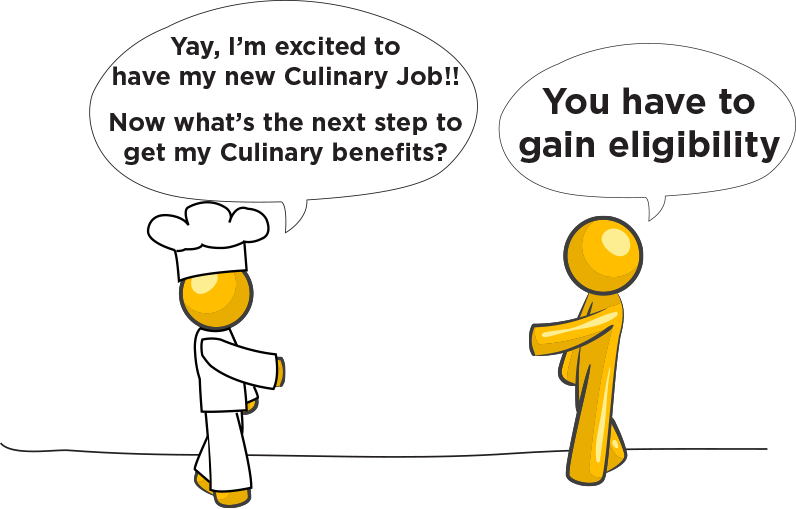 Yay, I’m excited to
have my new Culinary Job!!
Now what’s the next step to
get my Culinary benefits?
You have to
gain eligibility